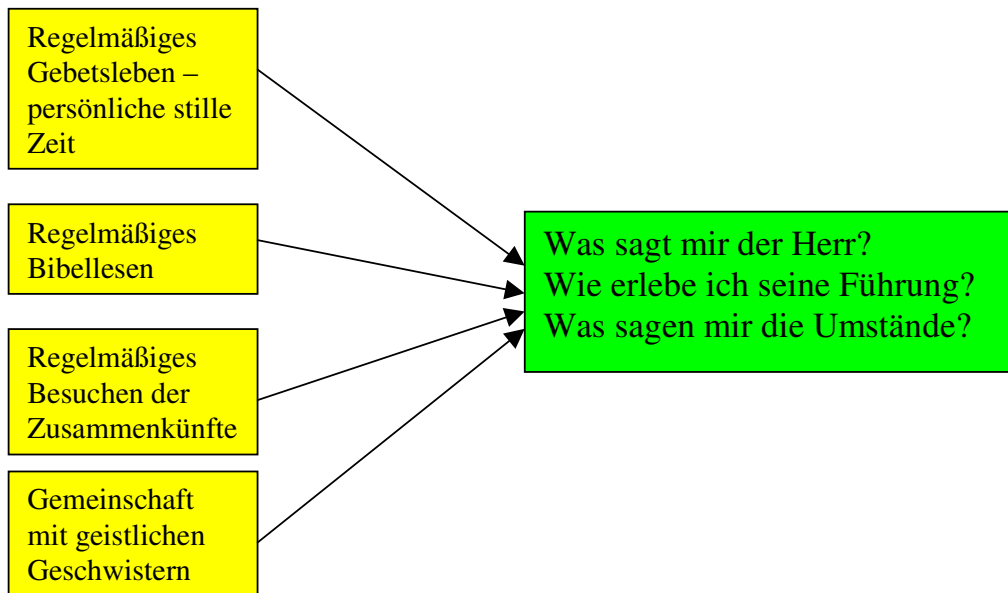 Regelmäßiges
Gebetsleben –
persönliche stille
Zeit
Regelmäßiges
Bibellesen
Regelmäßiges
Besuchen der
Zusammenkünfte
Gemeinschaft
mit geistlichen
Geschwistern
Was sagt mir der Herr?
Wie erlebe ich seine Führung?
Was sagen mir die Umstände?